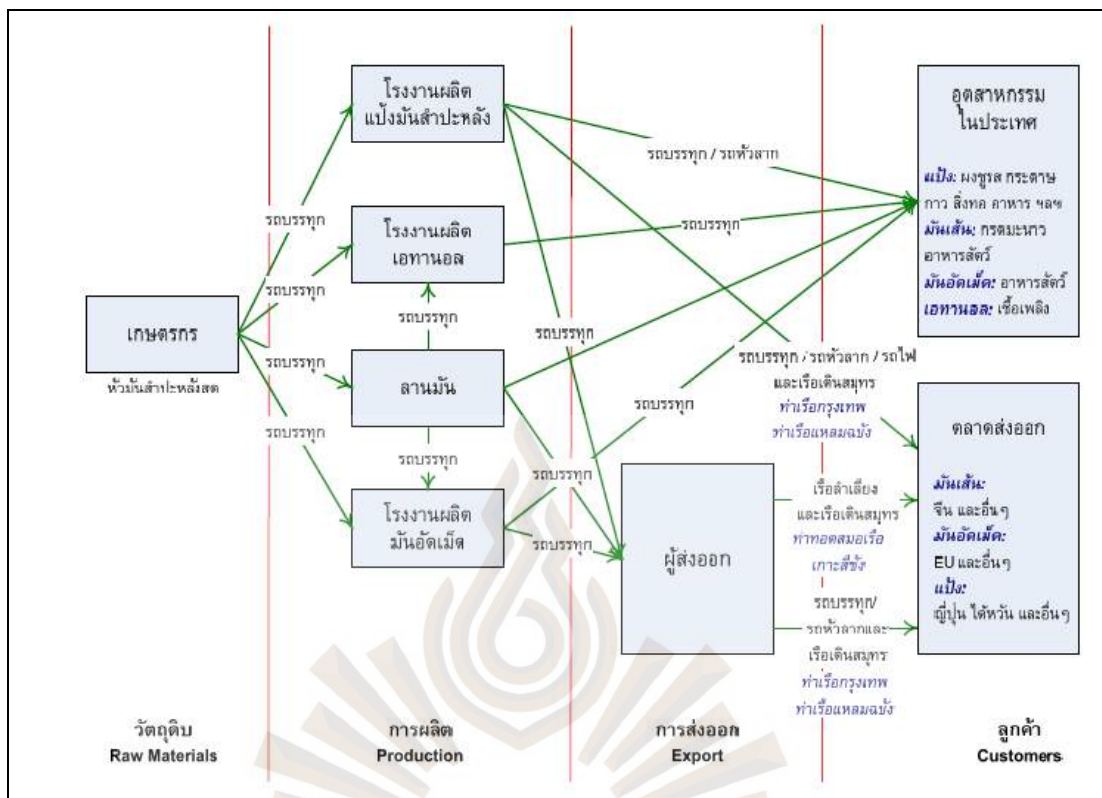 โรงงานผลิต
แป้งมันสำปะหลัง
อุตสาหกรรม
ในประเทศ
แป้ง: ผงชูรส กระดาษ
กาว สิ่งทอ อาหาร ฯลฯ
มันเส้น: กรดมะนาว
อาหารสัตว์
มันอัดเม็ด: อาหารสัตว์
เอทานอล: เชื้อเพลิง
รถบรรทุก / รถหัวลาก
รถบรรทุก
รถบรรทุก
โรงงานผลิต
เอทานอล
รถบรรทุก
รถบรรทุก
เกษตรกร
หัวมันสำปะหลังสด
รถบรรทุก
ลานมัน
รถบรรทุก / รถหัวลาก / รถไฟ
และเรือเดินสมุทร
ท่าเรือกรุงเทพ
ท่าเรือแหลมฉบัง
รถบรรทุก
รถบรรทุก
รถบรรทุก
รถบรรทุก
โรงงานผลิต
มันอัดเม็ด
รถบรรทุก
ผู้ส่งออก
เรือลำเลียง
และเรือเดินสมุทร
ท่าทอดสมอเรือ
เกาะสีชัง
รถบรรทุก/
รถหัวลากและ
เรือเดินสมุทร
ท่าเรือกรุงเทพ
ท่าเรือแหลมฉบัง
ตลาดส่งออก
มันเส้น:
จีน และอื่นๆ
มันอัดเม็ด:
EU และอื่นๆ
แป้ง:
ญี่ปุ่น ไต้หวัน และอื่นๆ
วัตถุดิบ
Raw Materials
การผลิต
Production
การส่งออก
Export
ลูกค้า
Customers